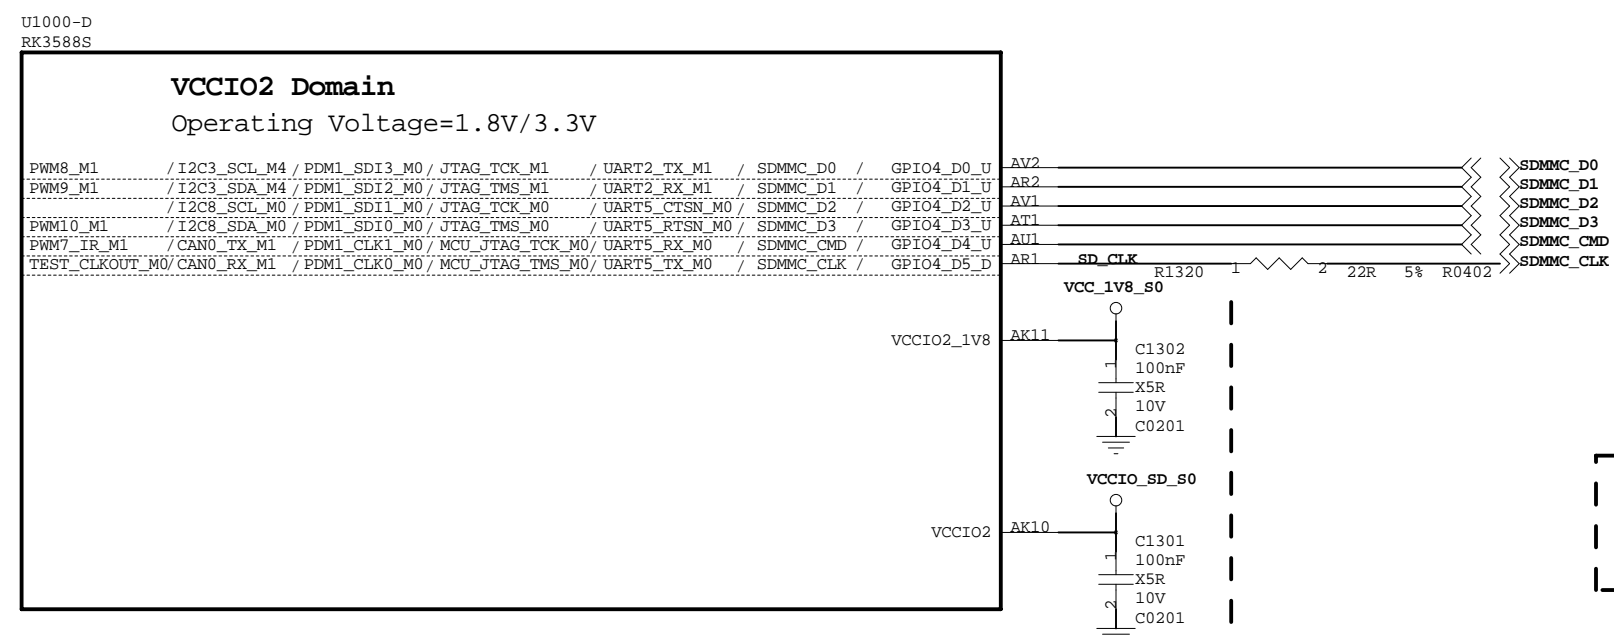 U1000-D
RK3588S
VCCIO2 Domain
Operating Voltage=1.8V/3.3V
PWM8_M1 /I2C3_SCL_M4 / PDM1_SDI3_M0 / JTAG_TCK_M1 / UART2_TX_M1 / SDMMC_D0 / GPIO4_D0_U AV2 SDMMC_D0
PWM9_M1 /I2C3_SDA_M4 / PDM1_SDI2_M0 / JTAG_TMS_M1 / UART2_RX_M1 / SDMMC_D1 / GPIO4_D1_U AR2 SDMMC_D1
/I2C8_SCL_M0 / PDM1_SDI1_M0 / JTAG_TCK_M0 / UART5_CTSN_M0 / SDMMC_D2 / GPIO4_D2_U AV1 SDMMC_D2
PWM10_M1 /I2C8_SDA_M0 / PDM1_SDI0_M0 / JTAG_TMS_M0 / UART5_RTSN_M0 / SDMMC_D3 / GPIO4_D3_U AT1 SDMMC_D3
PWM7_IR_M1 /CAN0_TX_M1 / PDM1_CLK1_M0 / MCU_JTAG_TCK_M0 / UART5_RX_M0 / SDMMC_CMD / GPIO4_D4_U AU1 SDMMC_CMD
TEST_CLKOUT_M0 /CAN0_RX_M1 / PDM1_CLK0_M0 / MCU_JTAG_TMS_M0 / UART5_TX_M0 / SDMMC_CLK / GPIO4_D5_D AR1 SD_CLK SDMMC_CLK
R1320 1 2 22R 5% R0402
VCC_1V8_S0
VCCIO2_1V8 AK11
C1302
1
100nF
X5R
10V
2
C0201
VCCIO_SD_S0
VCCIO2 AK10
C1301
1
100nF
X5R
10V
2
C0201